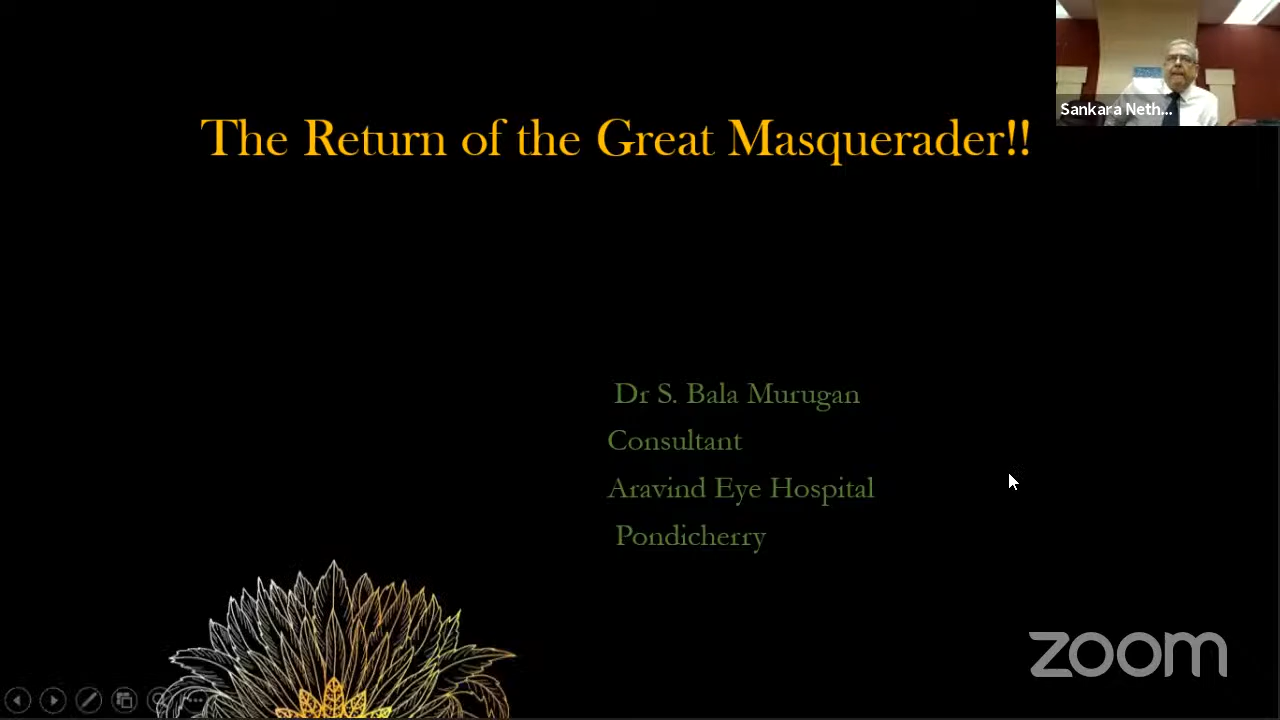 Sankara Neth...
The Return of the Great Masquerader!!
Dr S. Bala Murugan
Consultant
Aravind Eye Hospital
Pondicherry
zoom